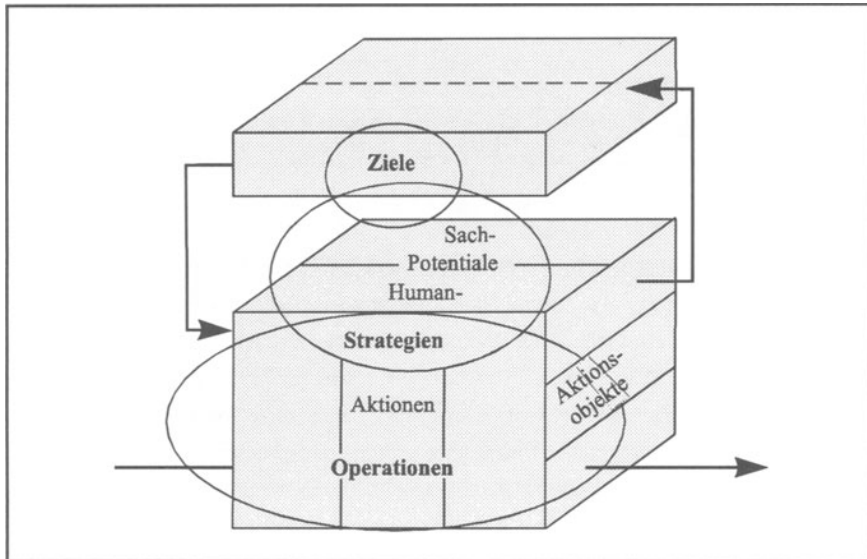 Ziele
Sach-
Potentiale
Human-
Strategien
Aktions-
objekte
Aktionen
Operationen